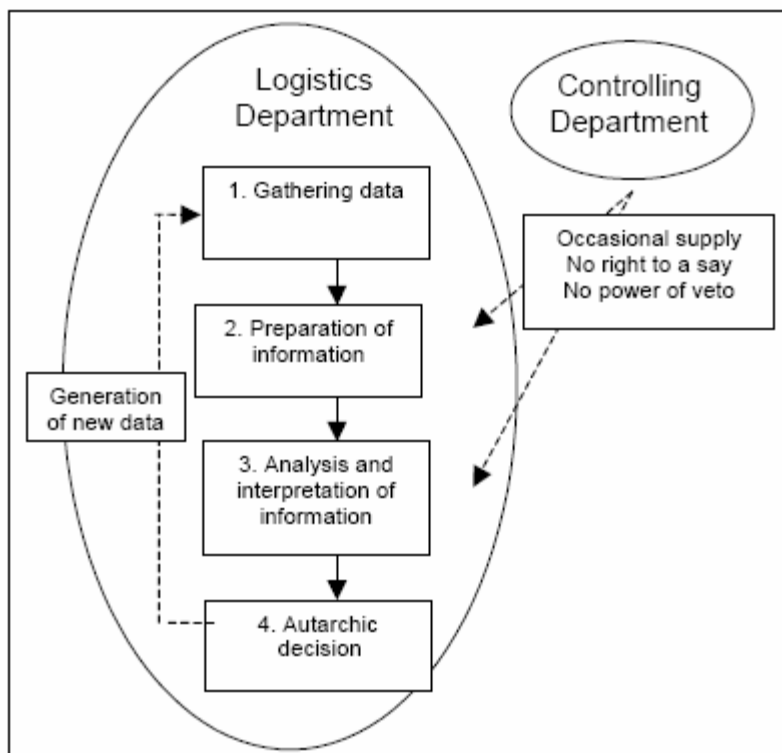 Logistics
Department
Controlling
Department
1. Gathering data
Occasional supply
No right to a say
No power of veto
2. Preparation of
information
Generation
of new data
3. Analysis and
interpretation of
information
4. Autarchic
decision